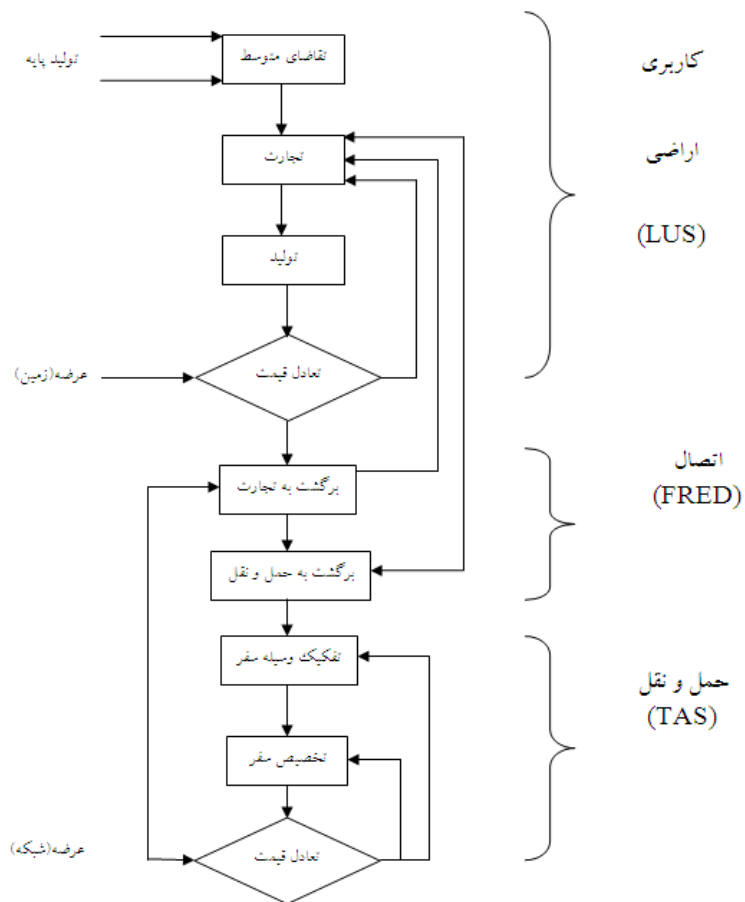 تقاضای متوسط
تولید پایه
کاربری
تجارت
اراضی
(LUS)
تولید
تعادل قیمت
عرضه(زمین)
اتصال
(FRED)
برگشت به تجارت
برگشت به حمل و نقل
تفکیک وسیله سفر
حمل و نقل
(TAS)
تخصیص سفر
تعادل قیمت
عرضه(شبکه)